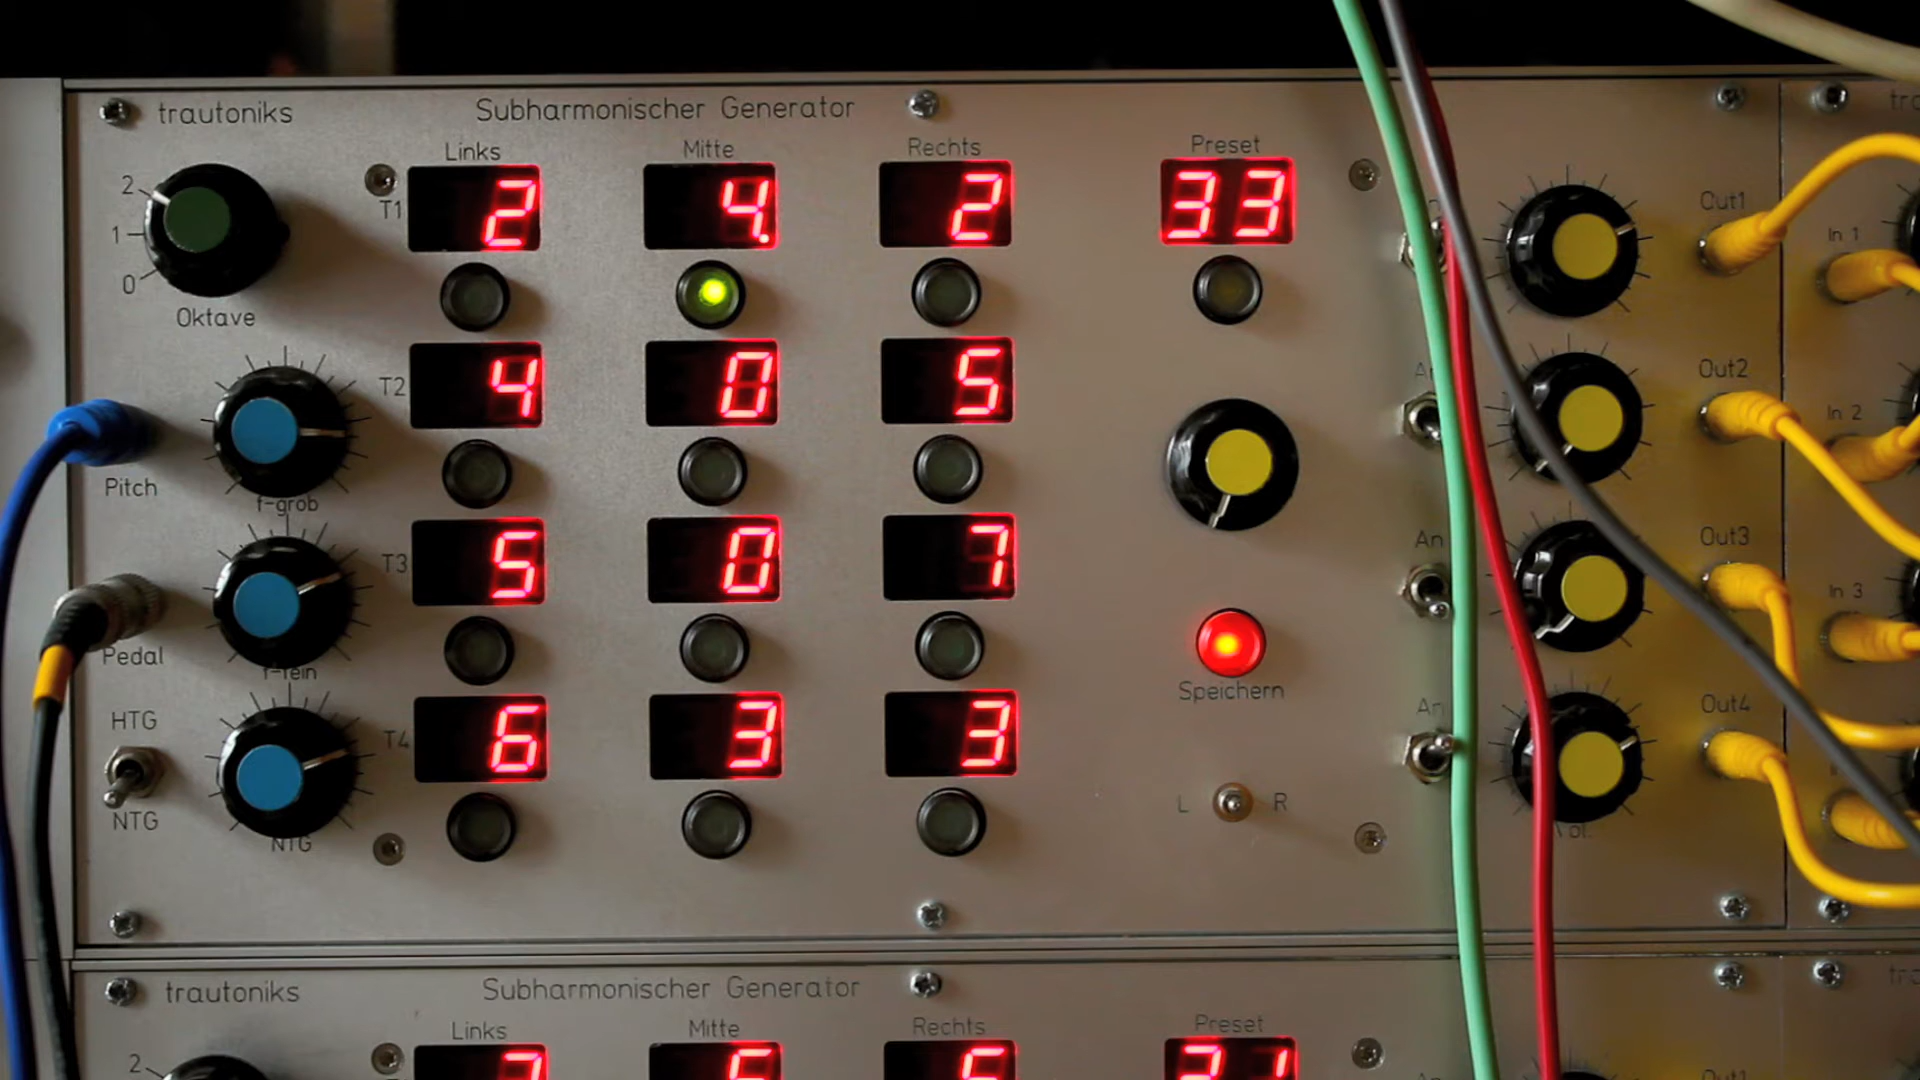 trautoniks Subharmonischer Generator
Links Mitte Rechts Preset
2
1
0
Oktave
T1 2 4. 2 33
Out1
In 1
T2 4 0 5
Out2
In 2
Pitch
f-grob
T3 5 0 7
An
Out3
In 3
Pedal
f-fein
Speichern
HTG
NTG
T4 6 3 3
An
Out4
L R
NTG
trautoniks Subharmonischer Generator
Links Mitte Rechts Preset
2
Out1